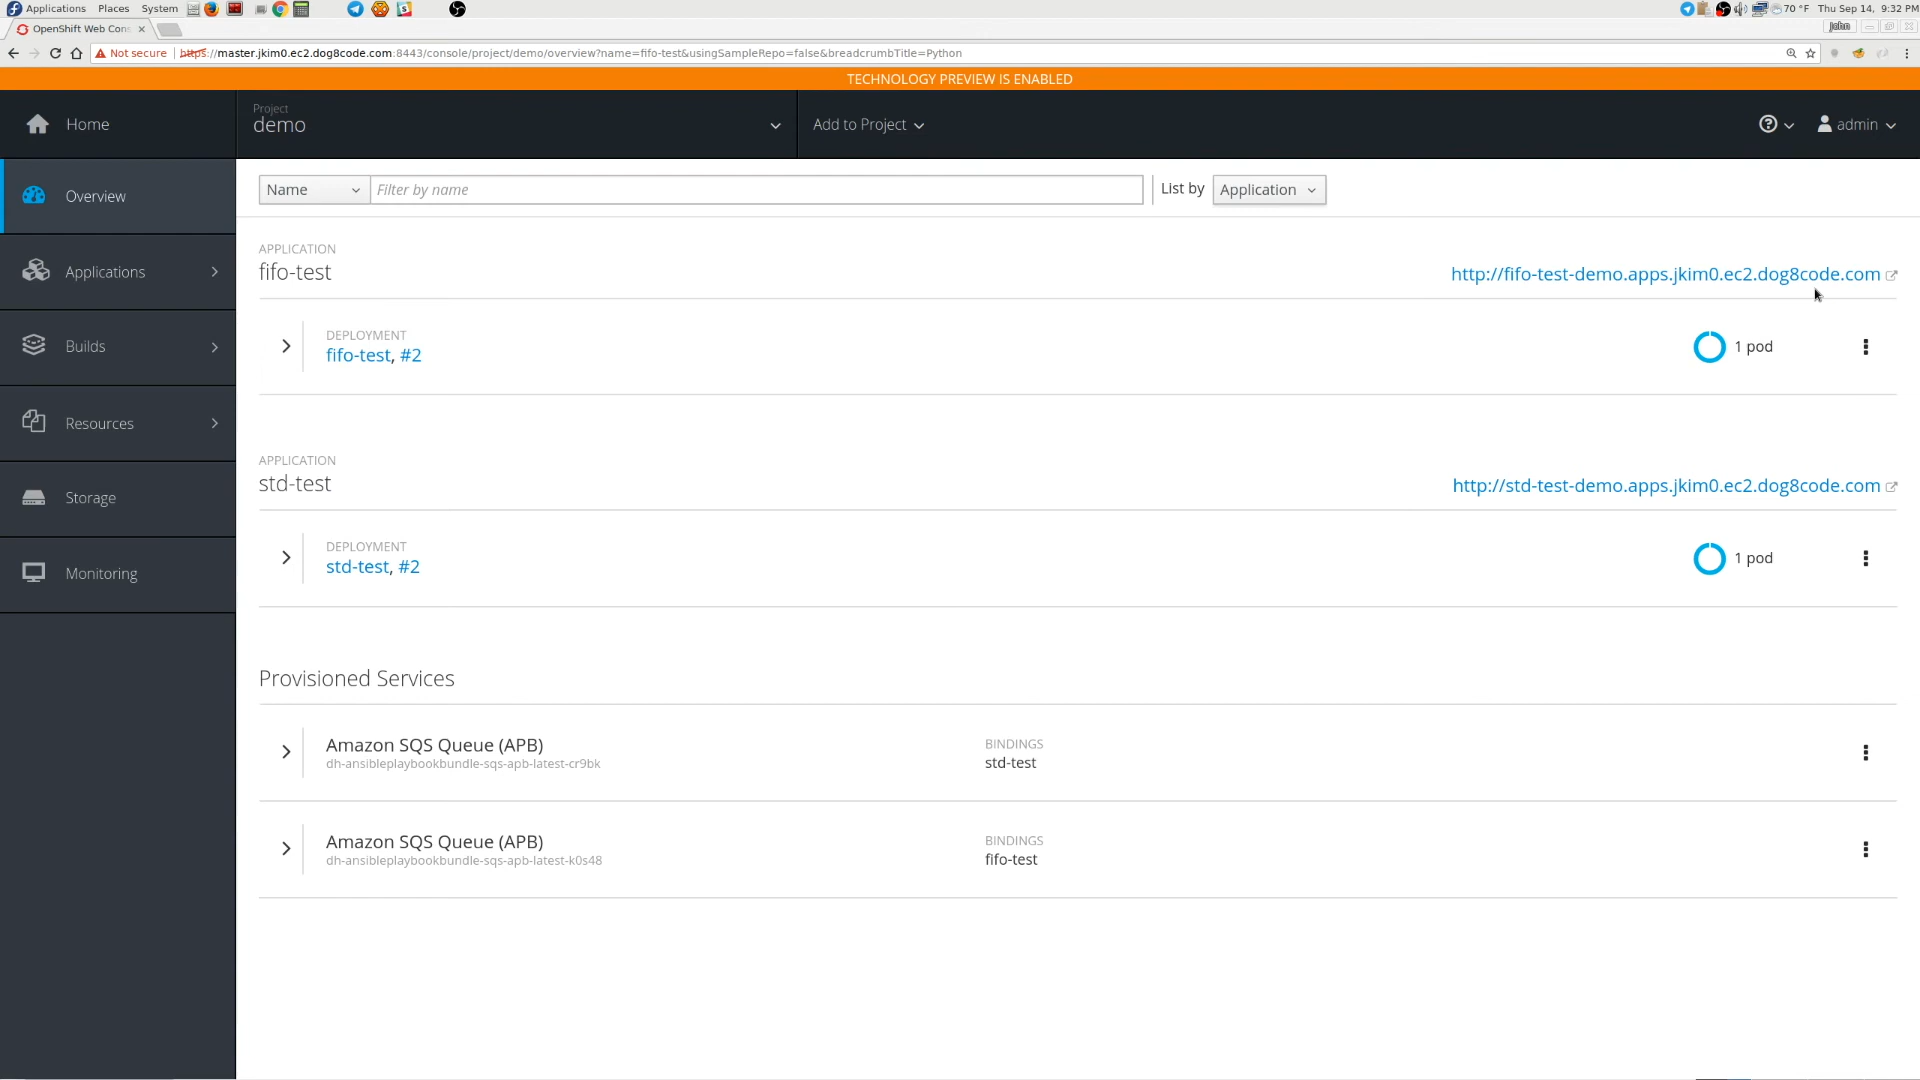 Applications Places System 70 °F Thu Sep 14, 9:32 PM
OpenShift Web Con: john
Not secure https://master.jkim0.ec2.dog8code.com:8443/console/project/demo/overview?name=fifo-test&usingSampleRepo=false&breadcrumbTitle=Python
TECHNOLOGY PREVIEW IS ENABLED
Home
Project
demo
Add to Project
admin
Overview
Applications
Builds
Resources
Storage
Monitoring
Name Filter by name List by Application
APPLICATION
fifo-test
http://fifo-test-demo.apps.jkim0.ec2.dog8code.com
DEPLOYMENT
fifo-test, #2
1 pod
APPLICATION
std-test
http://std-test-demo.apps.jkim0.ec2.dog8code.com
DEPLOYMENT
std-test, #2
1 pod
Provisioned Services
Amazon SQS Queue (APB)
dh-ansibleplaybookbundle-sqs-apb-latest-cr9bk
BINDINGS
std-test
Amazon SQS Queue (APB)
dh-ansibleplaybookbundle-sqs-apb-latest-k0s48
BINDINGS
fifo-test